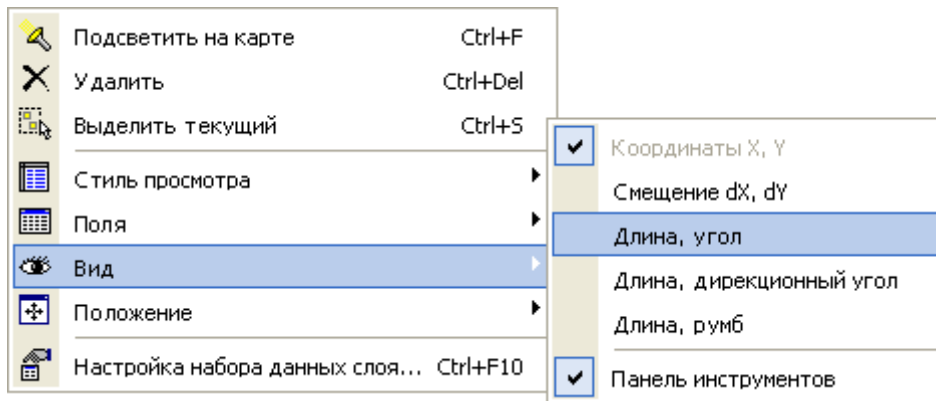 Подсветить на карте Ctrl+F
Удалить Ctrl+Del
Выделить текущий Ctrl+S
Стиль просмотра
Поля
Вид
Положение
Настройка набора данных слоя... Ctrl+F10
Координаты X, Y
Смещение dX, dY
Длина, угол
Длина, дирекционный угол
Длина, румб
Панель инструментов